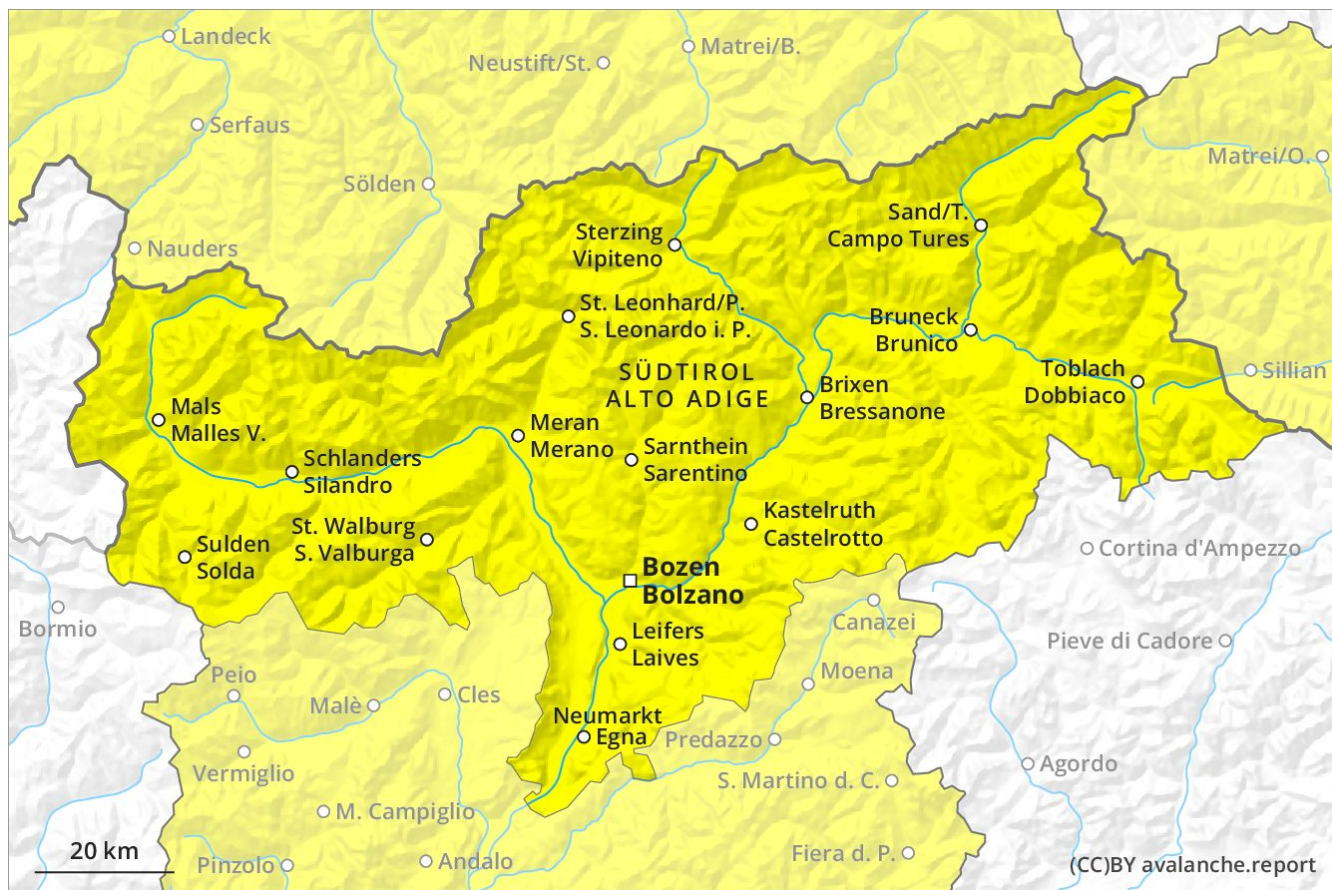 Landeck
Matrei/B.
Neustift/St.
Serfaus
Matrei/O.
Sölden
Sand/T.
Campo Tures
Sterzing
Vipiteno
Nauders
St. Leonhard/P.
S. Leonardo i. P.
Bruneck
Brunico
SÜDTIROL
ALTO ADIGE
Toblach
Dobbiaco
Sillian
Brixen
Bressanone
Mals
Malles V.
Meran
Merano
Schlanders
Silandro
Sarnthein
Sarentino
Kastelruth
Castelrotto
St. Walburg
S. Valburga
Sulden
Solda
Cortina d'Ampezzo
Bozen
Bolzano
Bormio
Canazei
Leifers
Laives
Pieve di Cadore
Moena
Peio
Cles
Malè
Neumarkt
Egna
Predazzo
Vermiglio
Agordo
S. Martino d. C.
M. Campiglio
20 km
Pinzolo
Andalo
Fiera d. P.
(CC)BY avalanche.report